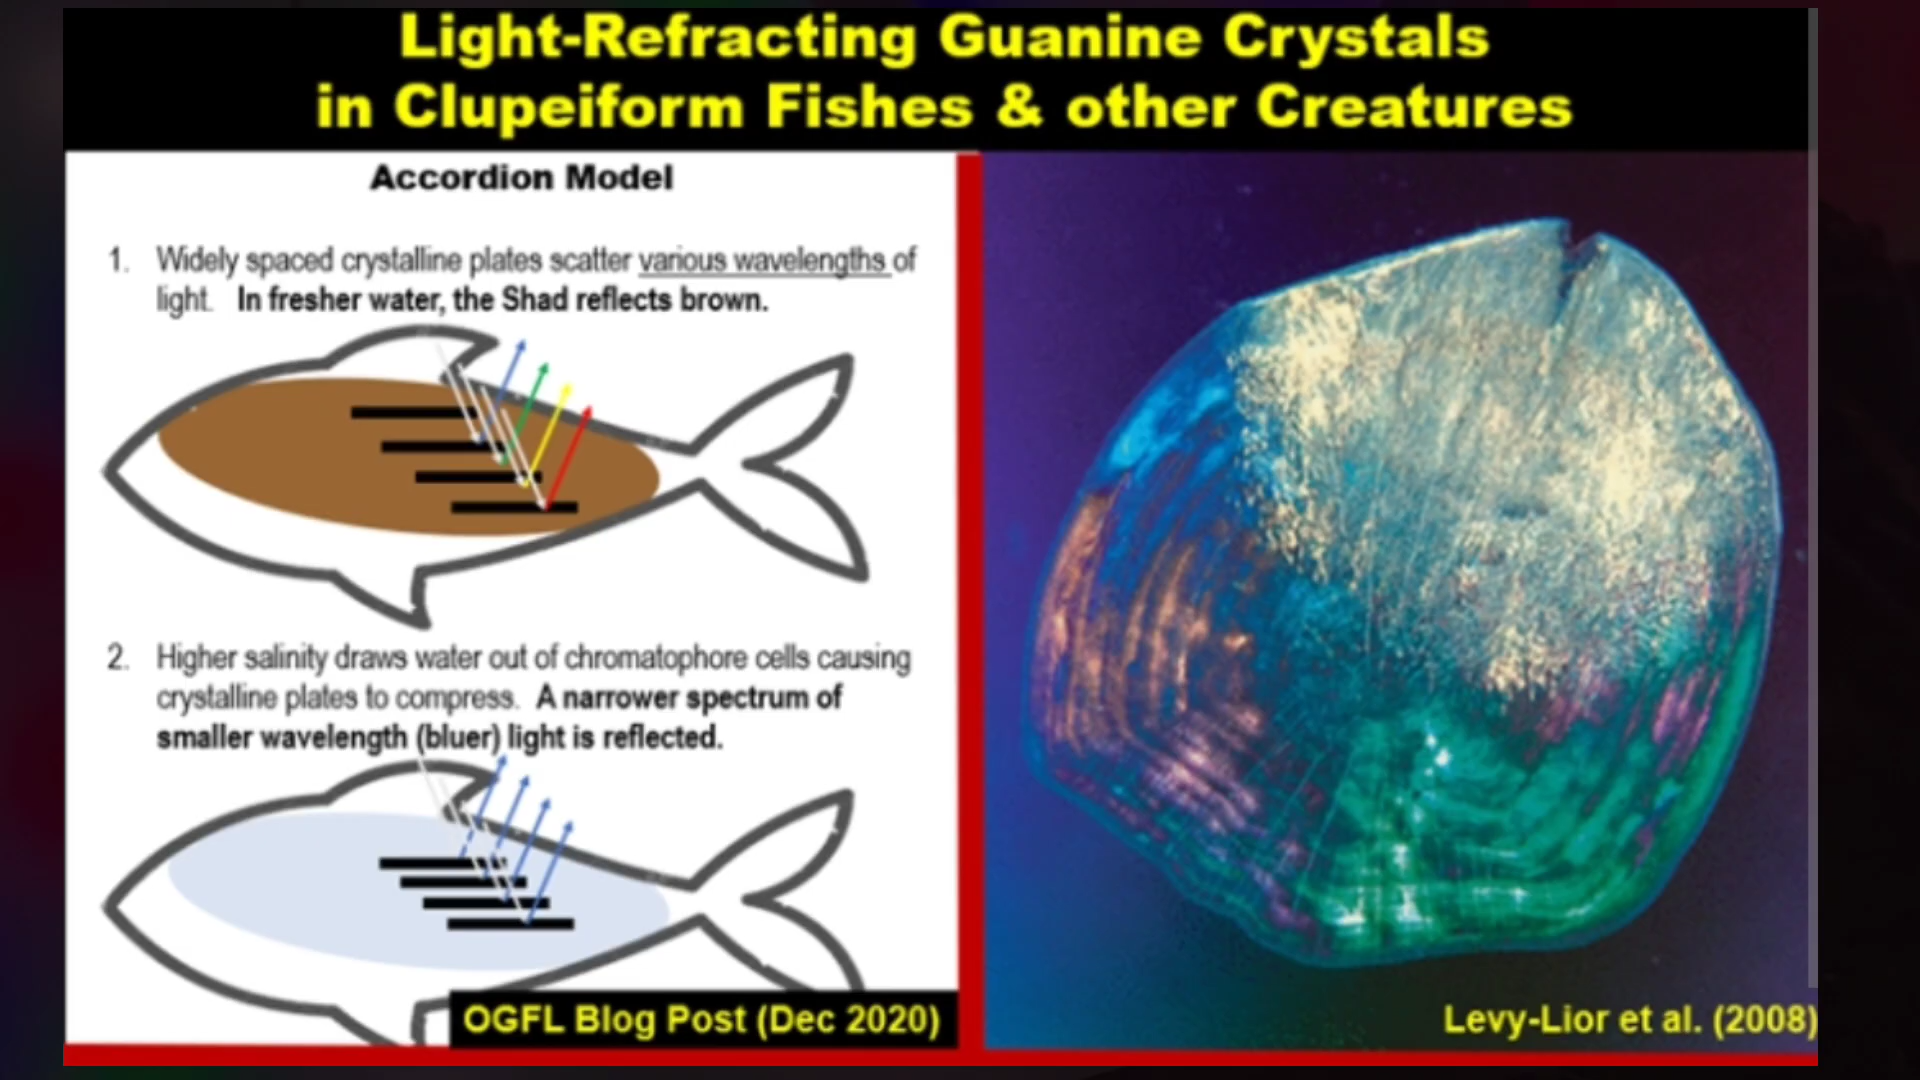 Light-Refracting Guanine Crystals
in Clupeiform Fishes & other Creatures
Accordion Model
1. Widely spaced crystalline plates scatter various wavelengths of
light. In fresher water, the Shad reflects brown.
2. Higher salinity draws water out of chromatophore cells causing
crystalline plates to compress. A narrower spectrum of
smaller wavelength (bluer) light is reflected.
OGFL Blog Post (Dec 2020)
Levy-Lior et al. (2008)